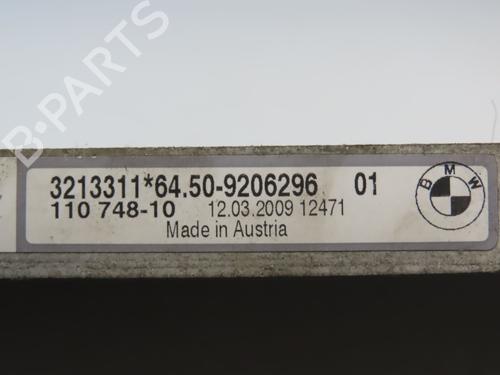 B-PARTS
3213311*64.50-9206296 01
110 748-10 12.03.2009 12471
Made in Austria
BMW